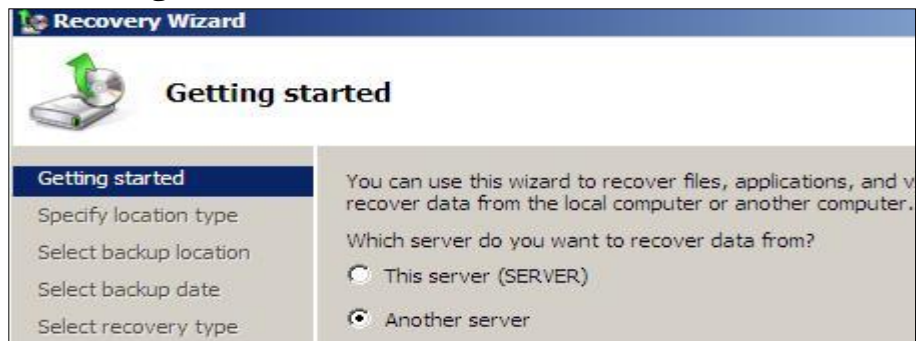 Recovery Wizard
Getting started
Getting started
Specify location type
Select backup location
Select backup date
Select recovery type
You can use this wizard to recover files, applications, and
recover data from the local computer or another computer.
Which server do you want to recover data from?
This server (SERVER)
Another server